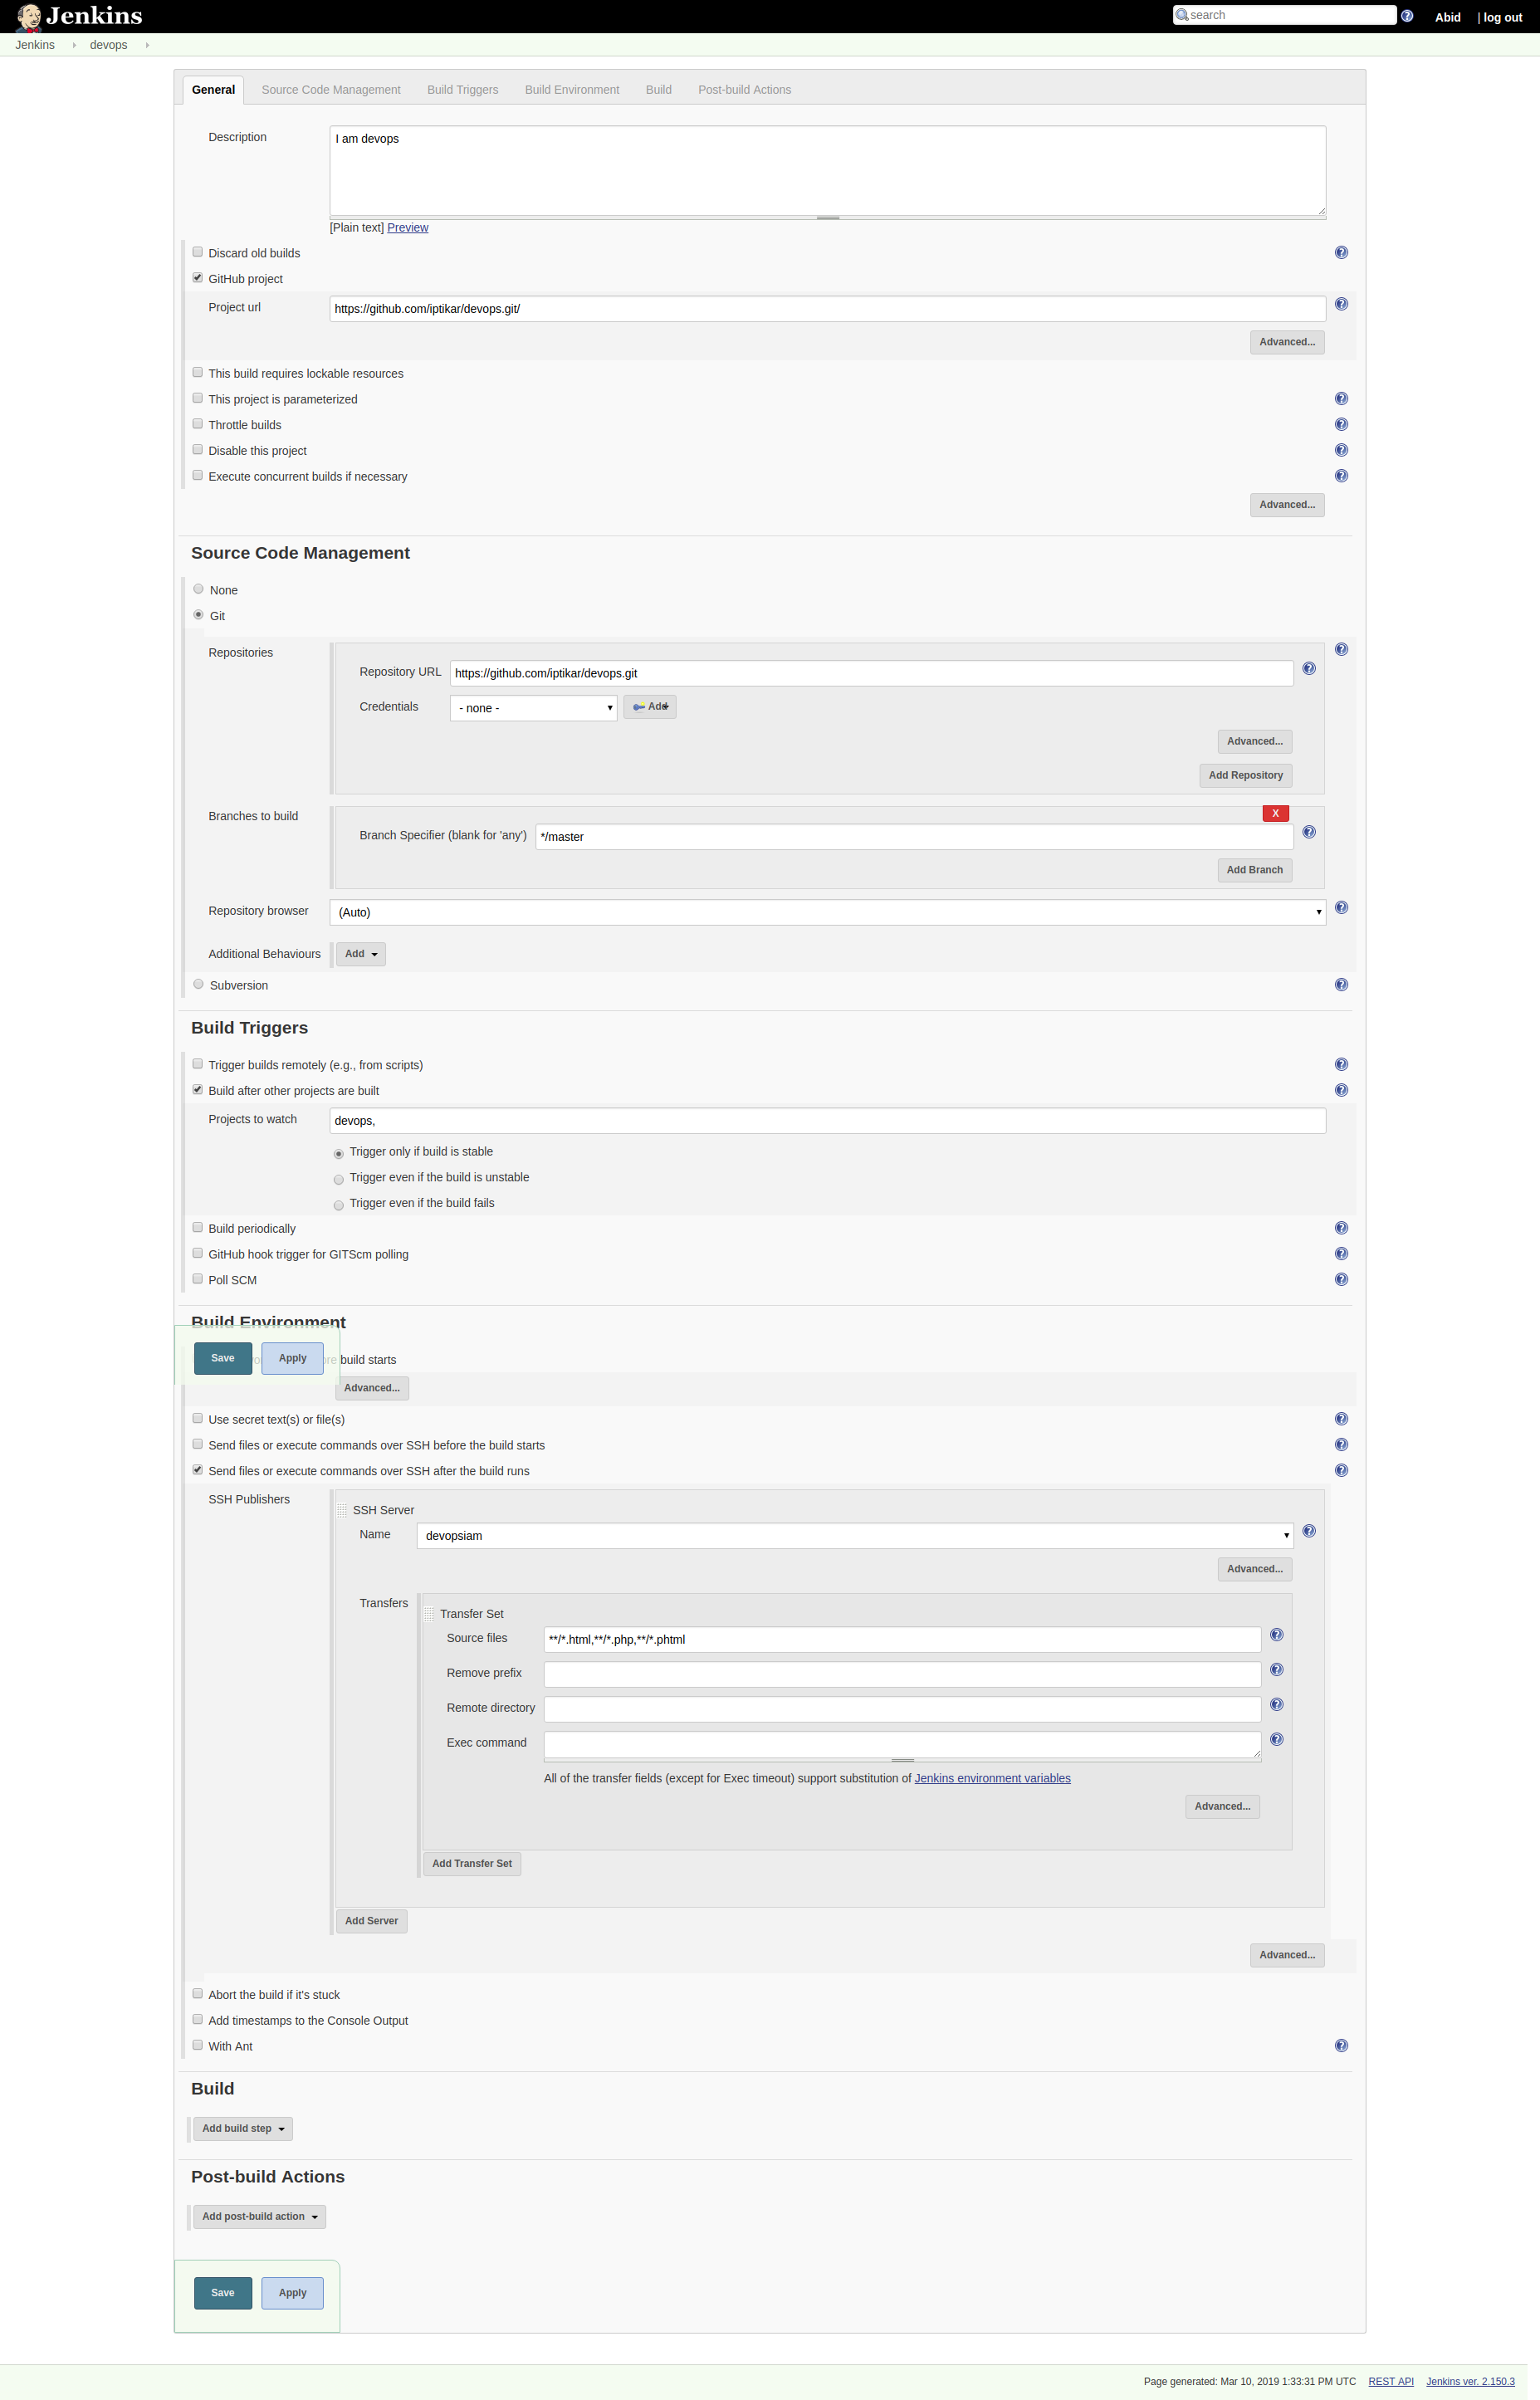 Jenkins
search
Abid | log out
Jenkins devops
General Source Code Management Build Triggers Build Environment Build Post-build Actions
Description
I am devops
[Plain text] Preview
Discard old builds
GitHub project
Project url
https://github.com/iptikar/devops.git/
Advanced...
This build requires lockable resources
This project is parameterized
Throttle builds
Disable this project
Execute concurrent builds if necessary
Advanced...
Source Code Management
None
Git
Repositories
Repository URL https://github.com/iptikar/devops.git
Credentials - none - Add
Advanced...
Add Repository
Branches to build
X
Branch Specifier (blank for 'any') */master
Add Branch
Repository browser (Auto)
Additional Behaviours Add
Subversion
Build Triggers
Trigger builds remotely (e.g., from scripts)
Build after other projects are built
Projects to watch devops,
Trigger only if build is stable
Trigger even if the build is unstable
Trigger even if the build fails
Build periodically
GitHub hook trigger for GITScm polling
Poll SCM
Build Environment
Save Apply build starts
Advanced...
Use secret text(s) or file(s)
Send files or execute commands over SSH before the build starts
Send files or execute commands over SSH after the build runs
SSH Publishers
SSH Server
Name devopsiam
Advanced...
Transfers
Transfer Set
Source files **/*.html,**/*.php,**/*.phtml
Remove prefix
Remote directory
Exec command
All of the transfer fields (except for Exec timeout) support substitution of Jenkins environment variables
Advanced...
Add Transfer Set
Add Server
Advanced...
Abort the build if it's stuck
Add timestamps to the Console Output
With Ant
Build
Add build step
Post-build Actions
Add post-build action
Save Apply
Page generated: Mar 10, 2019 1:33:31 PM UTC REST API Jenkins ver. 2.150.3